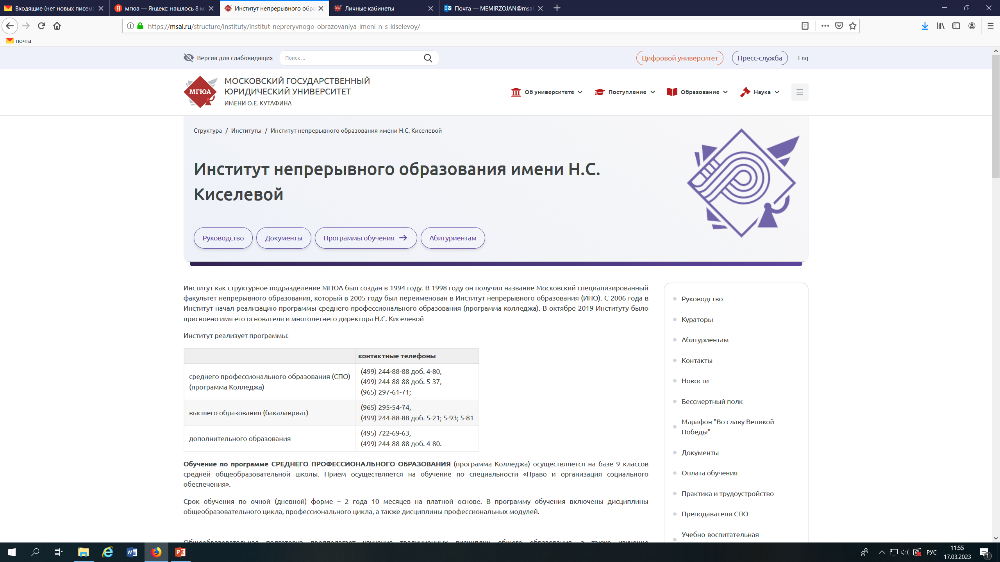 Входящие (нет новых писем)
мгюа — Яндекс: нашлось 8 м
Институт непрерывного обра
Личные кабинеты
Почта — MEMIRZOJAN@msal
https://msal.ru/structure/instituty/institut-nepreryvnogo-obrazovaniya-imeni-n-s-kiselevoy/
почта
Версия для слабовидящих
Поиск ...
Цифровой университет
Пресс-служба
Eng
МГЮА
МОСКОВСКИЙ ГОСУДАРСТВЕННЫЙ
ЮРИДИЧЕСКИЙ УНИВЕРСИТЕТ
ИМЕНИ О.Е. КУТАФИНА
Об университете
Поступление
Образование
Наука
Структура / Институты / Институт непрерывного образования имени Н.С. Киселевой
Институт непрерывного образования имени Н.С.
Киселевой
Руководство
Документы
Программы обучения
Абитуриентам
Институт как структурное подразделение МГЮА был создан в 1994 году. В 1998 году он получил название Московский специализированный
факультет непрерывного образования, который в 2005 году был переименован в Институт непрерывного образования (ИНО). С 2006 года в
Институт начал реализацию программы среднего профессионального образования (программа колледжа). В октябре 2019 Институту было
присвоено имя его основателя и многолетнего директора Н.С. Киселевой
Институт реализует программы:
контактные телефоны
среднего профессионального образования (СПО)
(программа Колледжа)
(499) 244-88-88 доб. 4-80,
(499) 244-88-88 доб. 5-37,
(965) 297-61-71;
высшего образования (бакалавриат)
(965) 295-54-74,
(499) 244-88-88 доб. 5-21; 5-93; 5-81
дополнительного образования
(495) 722-69-63,
(499) 244-88-88 доб. 4-80.
Обучение по программе СРЕДНЕГО ПРОФЕССИОНАЛЬНОГО ОБРАЗОВАНИЯ (программа Колледжа) осуществляется на базе 9 классов
средней общеобразовательной школы. Прием осуществляется на обучение по специальности «Право и организация социального
обеспечения».
Срок обучения по очной (дневной) форме – 2 года 10 месяцев на платной основе. В программу обучения включены дисциплины
общеобразовательного цикла, профессионального цикла, а также дисциплины профессиональных модулей.
Общеобразовательная подготовка предполагает изучение традиционных дисциплин общего образования, а также изучение
Руководство
Кураторы
Абитуриентам
Контакты
Новости
Бессмертный полк
Марафон "Во славу Великой
Победы"
Документы
Оплата обучения
Практика и трудоустройство
Преподаватели СПО
Учебно-воспитательная
РУС
11:55
17.03.2023
1